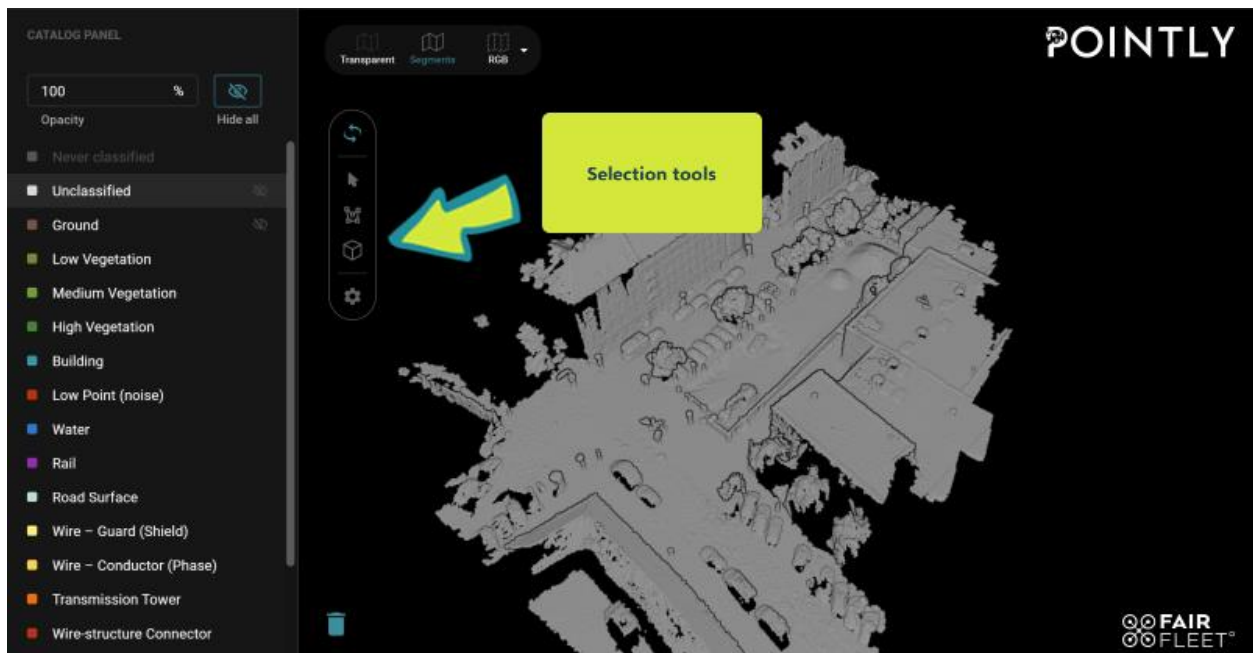 CATALOG PANEL
100 %
Opacity
Hide all
Never classified
Unclassified
Ground
Low Vegetation
Medium Vegetation
High Vegetation
Building
Low Point (noise)
Water
Rail
Road Surface
Wire – Guard (Shield)
Wire – Conductor (Phase)
Transmission Tower
Wire-structure Connector
Transparent
Segments
RGB
Selection tools
POINTLY
FAIR
FLEET°